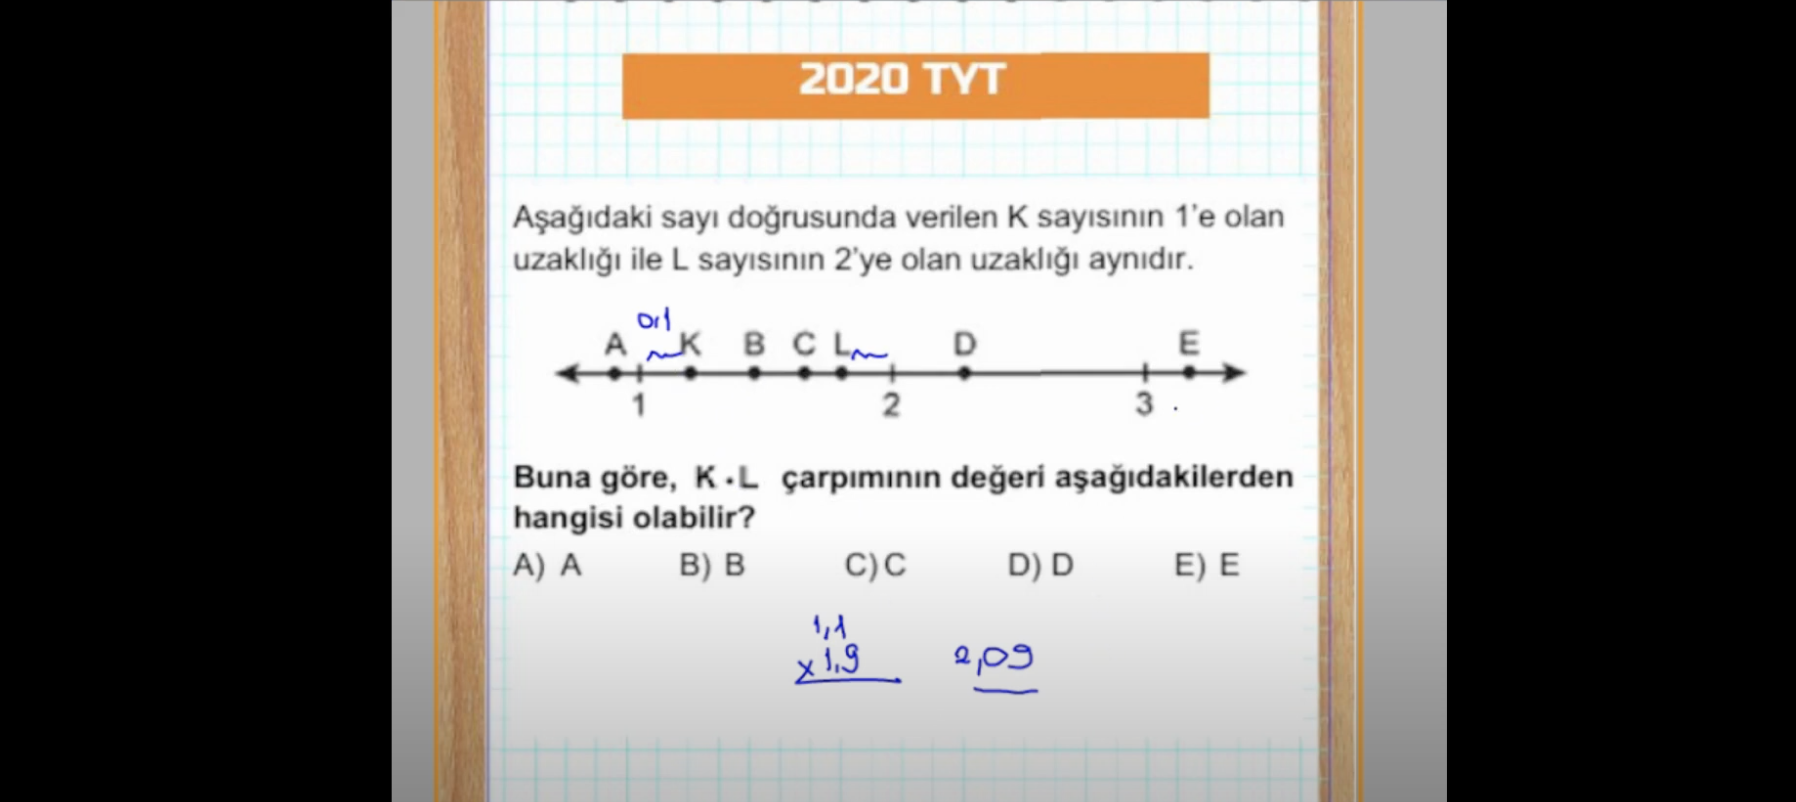 2020 TYT
Aşağıdaki sayı doğrusunda verilen K sayısının 1'e olan
uzaklığı ile L sayısının 2'ye olan uzaklığı aynıdır.
0,1
A K B C L D E
1 2 3
Buna göre, K · L çarpımının değeri aşağıdakilerden
hangisi olabilir?
A) A B) B C) C D) D E) E
1,1
x 1,9 2,09